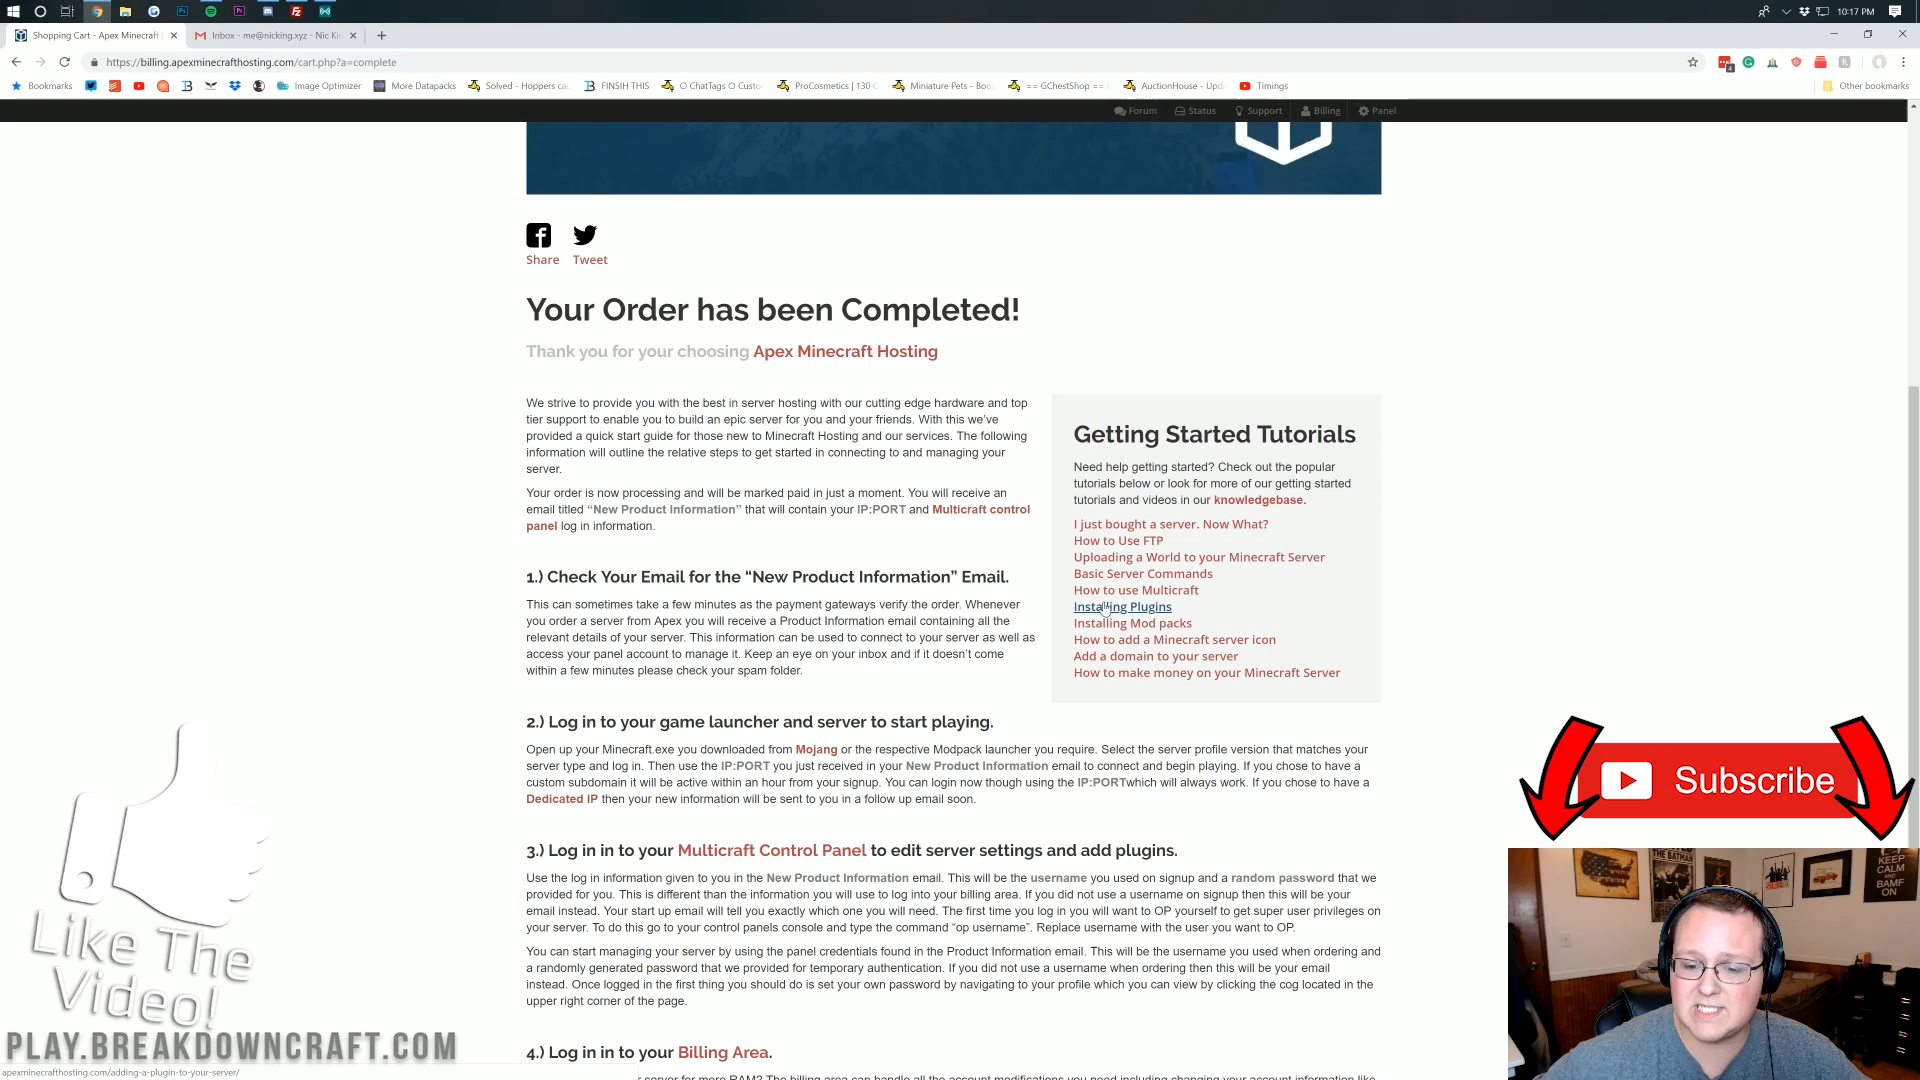 10:17 PM
Shopping Cart - Apex Minecraft
Inbox - me@nicking.xyz - Nic Ki
https://billing.apexminecrafthosting.com/cart.php?a=complete
Bookmarks
Image Optimizer
More Datapacks
Solved - Hoppers ca
FINSIH THIS
O ChatTags O Custo
ProCosmetics | 130 C
Miniature Pets - Boo
== GChestShop ==
AuctionHouse - Upd
Timings
Other bookmarks
Forum
Status
Support
Billing
Panel
Share
Tweet
Your Order has been Completed!
Thank you for your choosing Apex Minecraft Hosting
We strive to provide you with the best in server hosting with our cutting edge hardware and top
tier support to enable you to build an epic server for you and your friends. With this we've
provided a quick start guide for those new to Minecraft Hosting and our services. The following
information will outline the relative steps to get started in connecting to and managing your
server.
Your order is now processing and will be marked paid in just a moment. You will receive an
email titled “New Product Information” that will contain your IP:PORT and Multicraft control
panel log in information.
Getting Started Tutorials
Need help getting started? Check out the popular
tutorials below or look for more of our getting started
tutorials and videos in our knowledgebase.
I just bought a server. Now What?
How to Use FTP
Uploading a World to your Minecraft Server
Basic Server Commands
How to use Multicraft
Installing Plugins
Installing Mod packs
How to add a Minecraft server icon
Add a domain to your server
How to make money on your Minecraft Server
1.) Check Your Email for the “New Product Information” Email.
This can sometimes take a few minutes as the payment gateways verify the order. Whenever
you order a server from Apex you will receive a Product Information email containing all the
relevant details of your server. This information can be used to connect to your server as well as
access your panel account to manage it. Keep an eye on your inbox and if it doesn't come
within a few minutes please check your spam folder.
2.) Log in to your game launcher and server to start playing.
Open up your Minecraft.exe you downloaded from Mojang or the respective Modpack launcher you require. Select the server profile version that matches your
server type and log in. Then use the IP:PORT you just received in your New Product Information email to connect and begin playing. If you chose to have a
custom subdomain it will be active within an hour from your signup. You can login now though using the IP:PORTwhich will always work. If you chose to have a
Dedicated IP then your new information will be sent to you in a follow up email soon.
3.) Log in in to your Multicraft Control Panel to edit server settings and add plugins.
Use the log in information given to you in the New Product Information email. This will be the username you used on signup and a random password that we
provided for you. This is different than the information you will use to log into your billing area. If you did not use a username on signup then this will be your
email instead. Your start up email will tell you exactly which one you will need. The first time you log in you will want to OP yourself to get super user privileges on
your server. To do this go to your control panels console and type the command “op username”. Replace username with the user you want to OP.
You can start managing your server by using the panel credentials found in the Product Information email. This will be the username you used when ordering and
a randomly generated password that we provided for temporary authentication. If you did not use a username when ordering then this will be your email
instead. Once logged in the first thing you should do is set your own password by navigating to your profile which you can view by clicking the cog located in the
upper right corner of the page.
4.) Log in in to your Billing Area.
server for more RAM? The billing area can handle all the account modifications you need including changing your account information like
apexminecrafthosting.com/adding-a-plugin-to-your-server/
Like The
Video!
PLAY.BREAKDOWNCRAFT.COM
Subscribe
THE BATMAN
KEEP
CALM
AND
BAMF
ON